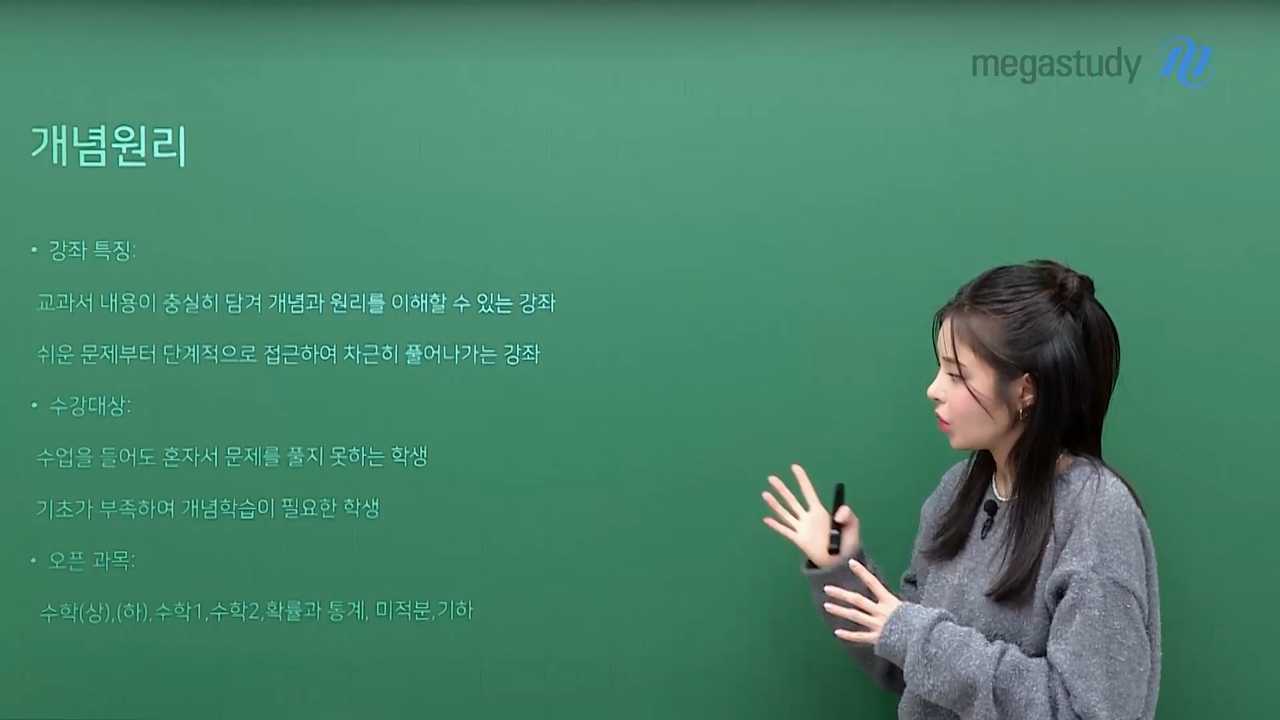 megastudy
개념원리
• 강좌 특징:
교과서 내용이 충실히 담겨 개념과 원리를 이해할 수 있는 강좌
쉬운 문제부터 단계적으로 접근하여 차근히 풀어나가는 강좌
• 수강대상:
수업을 들어도 혼자서 문제를 풀지 못하는 학생
기초가 부족하여 개념학습이 필요한 학생
• 오픈 과목:
수학(상),(하).수학1,수학2,확률과 통계, 미적분,기하